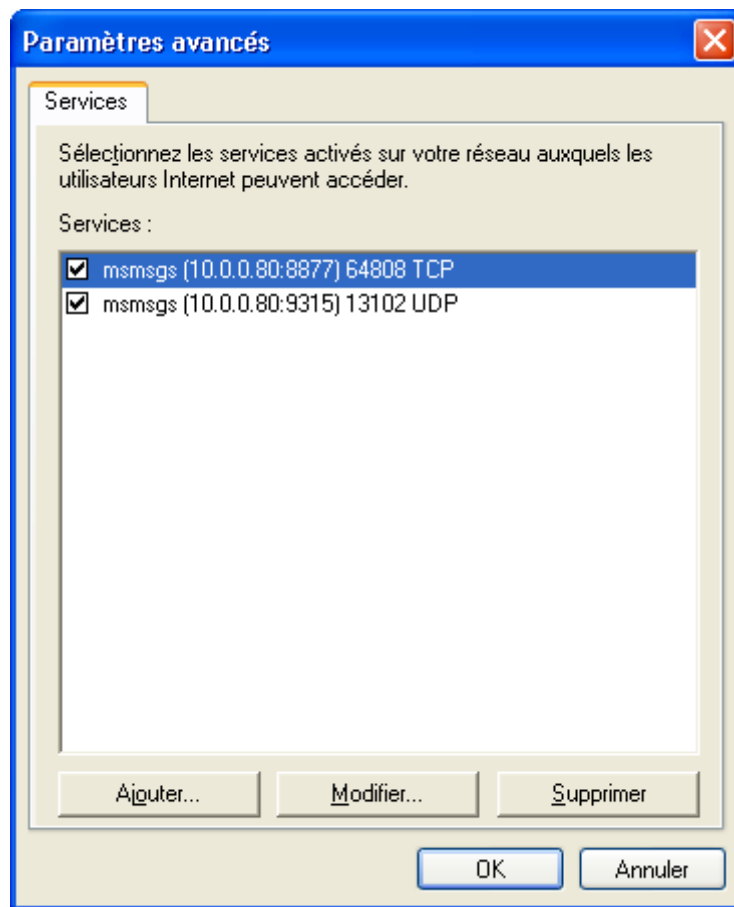 Paramètres avancés
Services
Sélectionnez les services activés sur votre réseau auxquels les
utilisateurs Internet peuvent accéder.
Services :
msmsgs (10.0.0.80:8877) 64808 TCP
msmsgs (10.0.0.80:9315) 13102 UDP
Ajouter... Modifier... Supprimer
OK Annuler